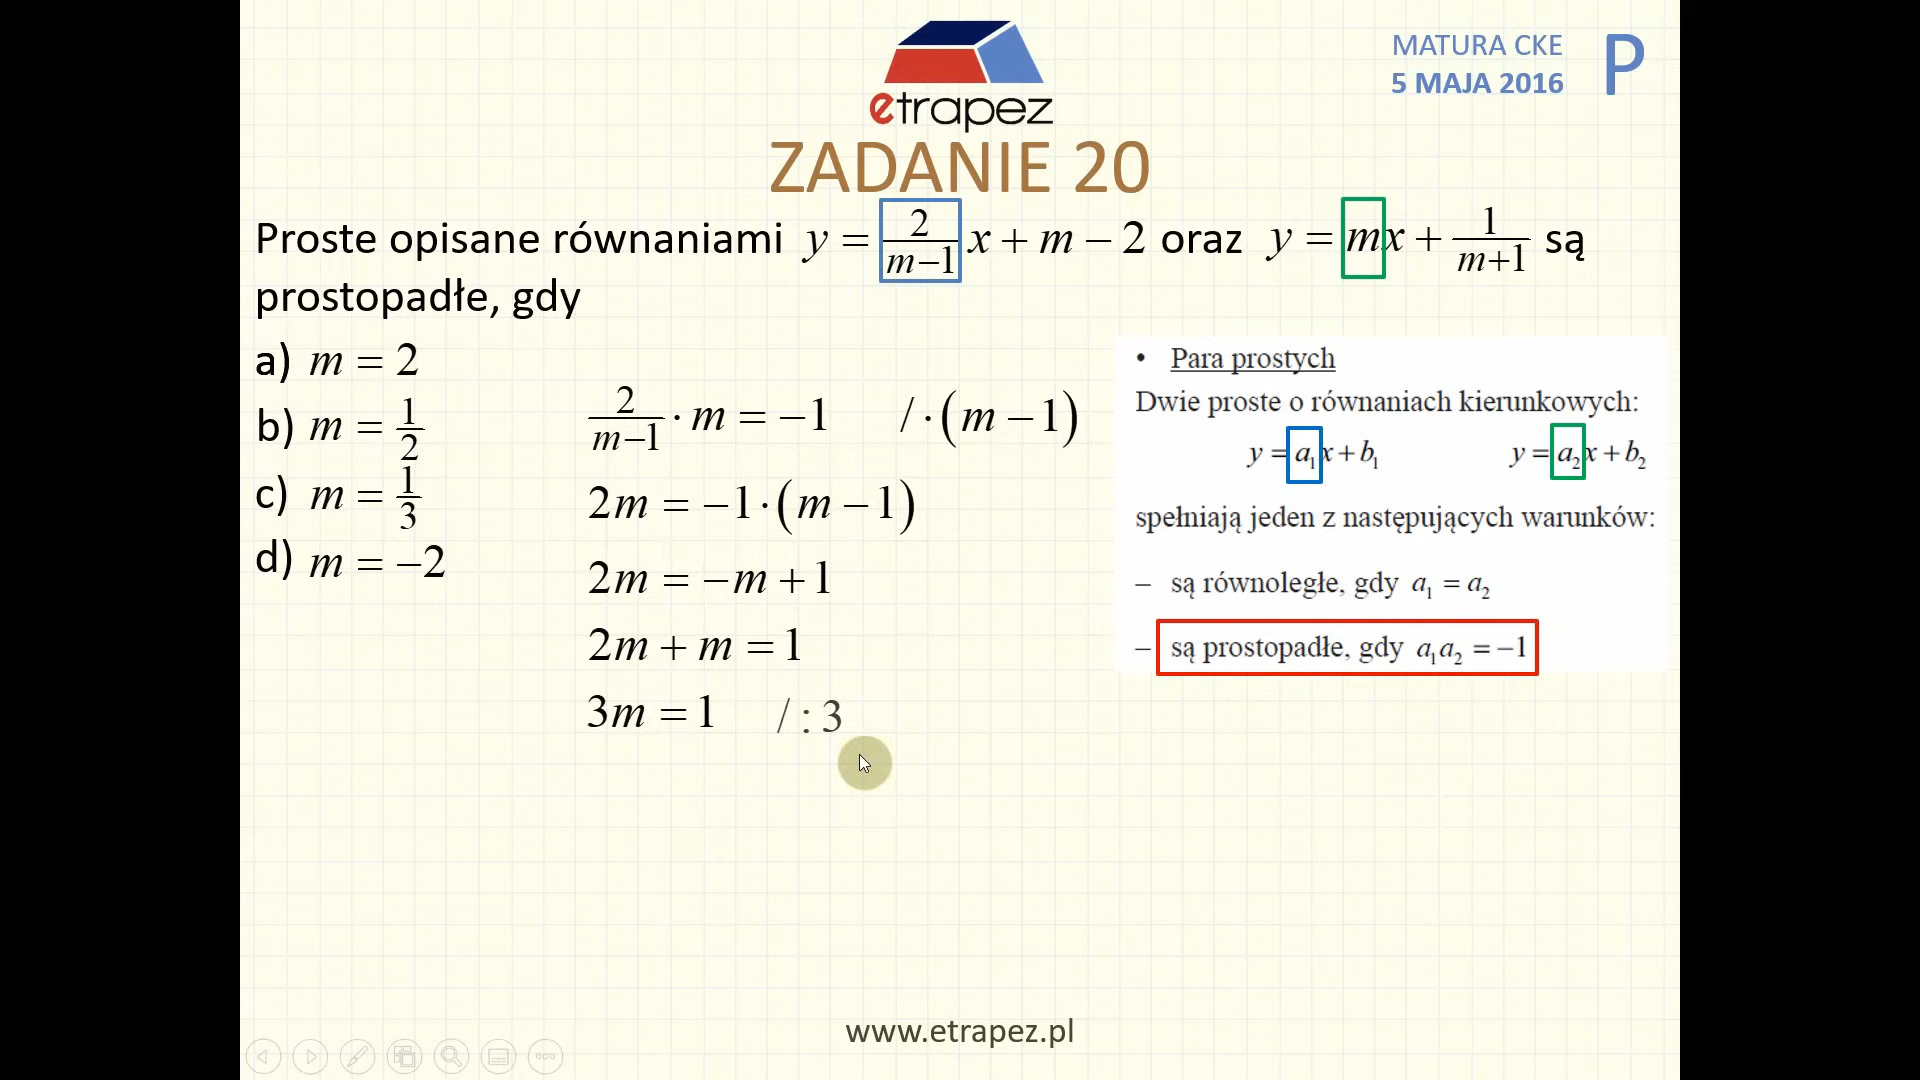 MATURA CKE
5 MAJA 2016
P
etrapez
ZADANIE 20
Proste opisane równaniami y = 2/(m−1) x + m − 2 oraz y = mx + 1/(m+1) są
prostopadłe, gdy
a) m = 2
b) m = 1/2
c) m = 1/3
d) m = −2
2/(m−1) · m = −1 / · (m − 1)
2m = −1 · (m − 1)
2m = −m + 1
2m + m = 1
3m = 1 / : 3
• Para prostych
Dwie proste o równaniach kierunkowych:
y = a₁x + b₁ y = a₂x + b₂
spełniają jeden z następujących warunków:
– są równoległe, gdy a₁ = a₂
– są prostopadłe, gdy a₁a₂ = −1
www.etrapez.pl